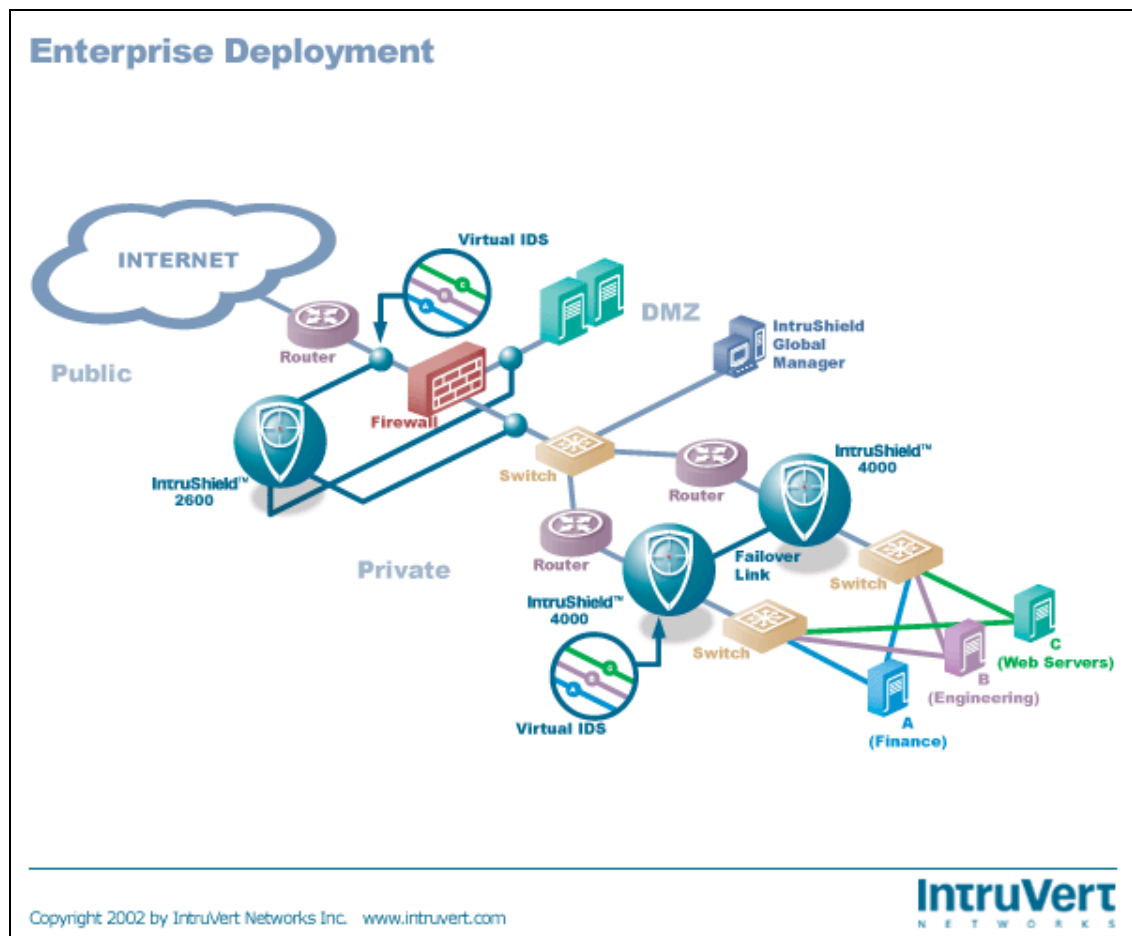 Enterprise Deployment
INTERNET
Virtual IDS
DMZ
IntruShield
Global
Manager
Router
Public
Firewall
IntruShield™
2600
Switch
IntruShield™
4000
Router
Private
Router
Failover
Link
Switch
IntruShield™
4000
Switch
C
(Web Servers)
B
(Engineering)
Virtual IDS
A
(Finance)
Copyright 2002 by IntruVert Networks Inc. www.intruvert.com
IntruVert
NETWORKS